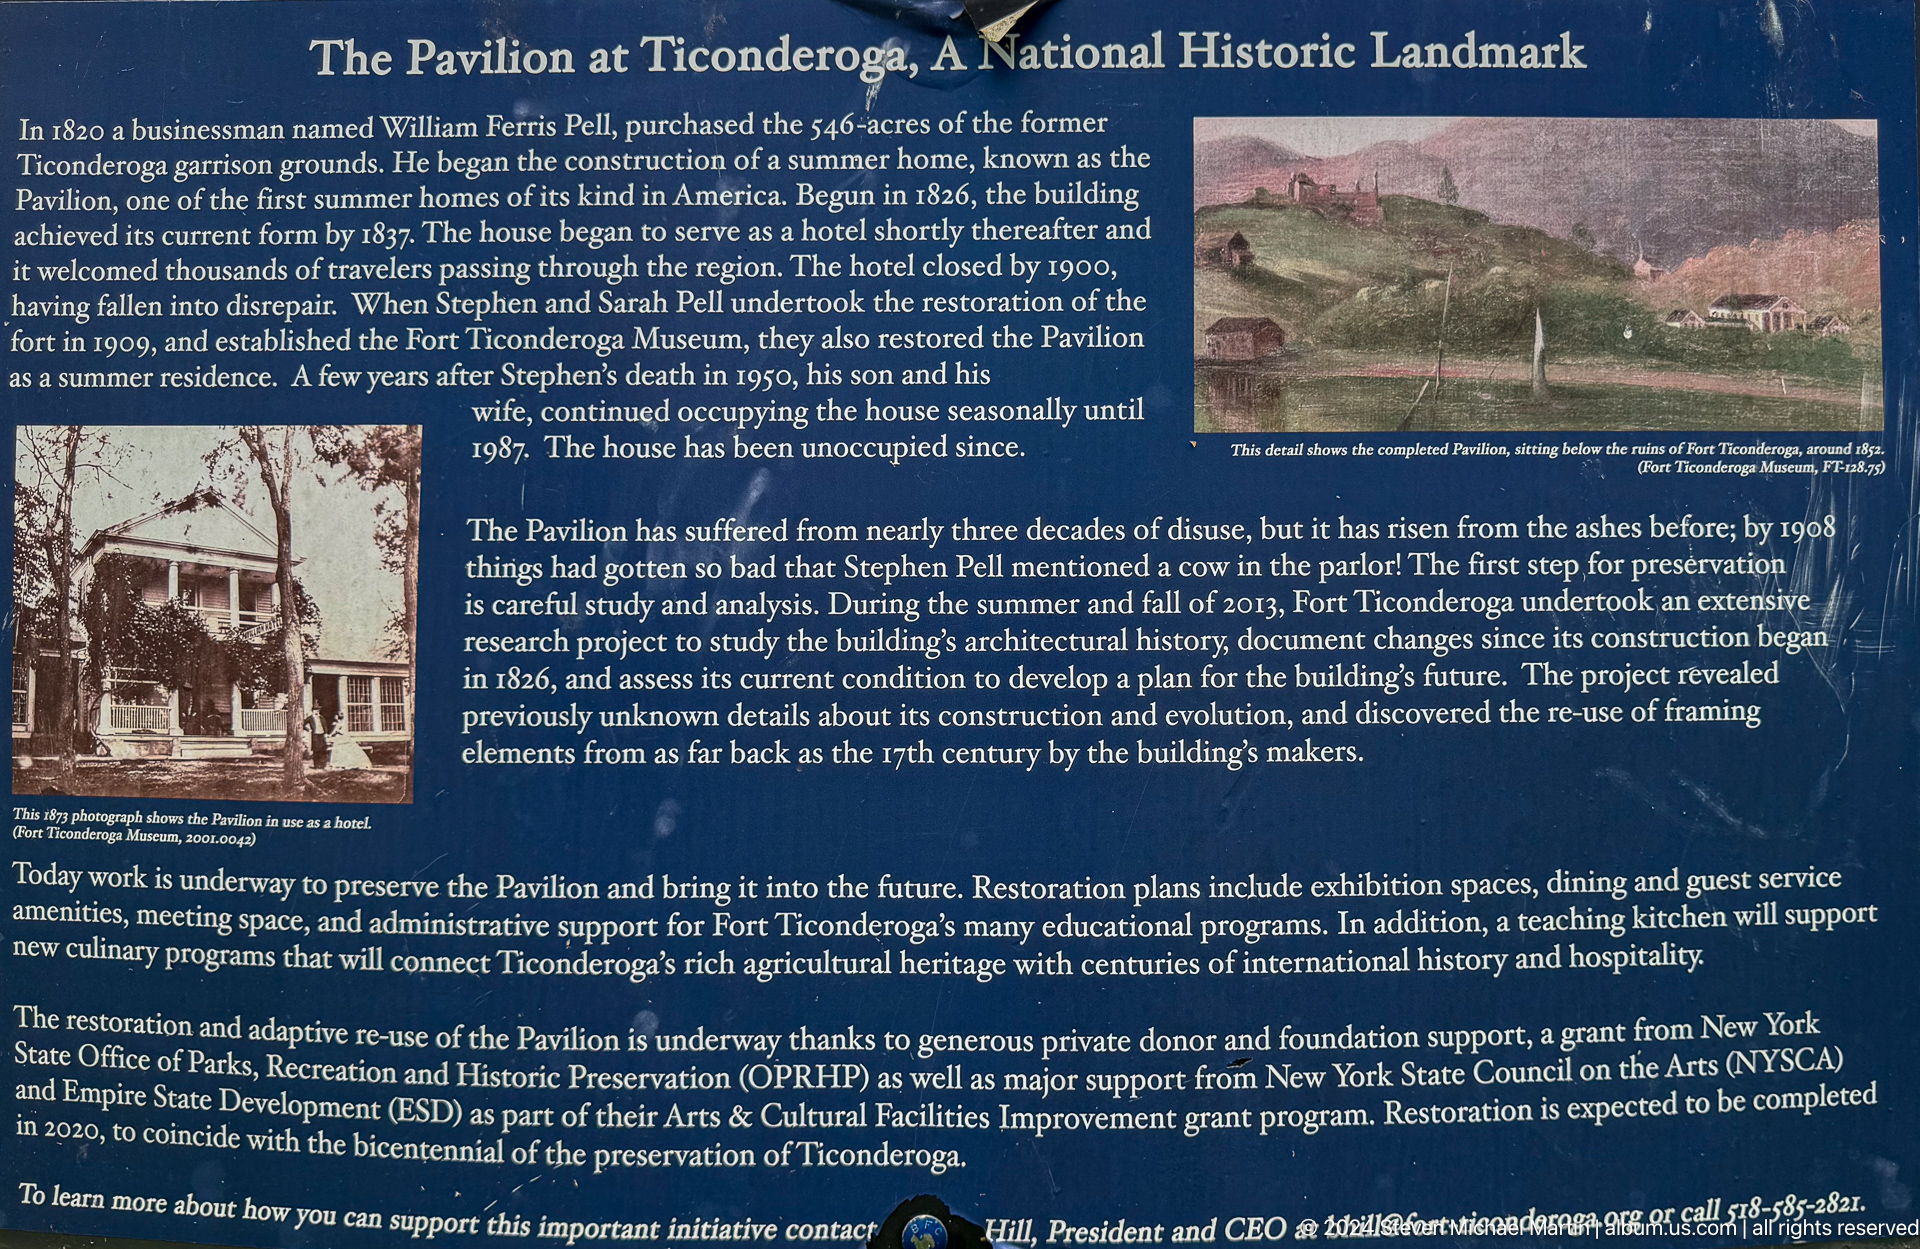 The Pavilion at Ticonderoga, A National Historic Landmark
In 1820 a businessman named William Ferris Pell, purchased the 546-acres of the former
Ticonderoga garrison grounds. He began the construction of a summer home, known as the
Pavilion, one of the first summer homes of its kind in America. Begun in 1826, the building
achieved its current form by 1837. The house began to serve as a hotel shortly thereafter and
it welcomed thousands of travelers passing through the region. The hotel closed by 1900,
having fallen into disrepair. When Stephen and Sarah Pell undertook the restoration of the
fort in 1909, and established the Fort Ticonderoga Museum, they also restored the Pavilion
as a summer residence. A few years after Stephen's death in 1950, his son and his
wife, continued occupying the house seasonally until
1987. The house has been unoccupied since.
This detail shows the completed Pavilion, sitting below the ruins of Fort Ticonderoga, around 1852.
(Fort Ticonderoga Museum, FT-128.75)
The Pavilion has suffered from nearly three decades of disuse, but it has risen from the ashes before; by 1908
things had gotten so bad that Stephen Pell mentioned a cow in the parlor! The first step for preservation
is careful study and analysis. During the summer and fall of 2013, Fort Ticonderoga undertook an extensive
research project to study the building's architectural history, document changes since its construction began
in 1826, and assess its current condition to develop a plan for the building's future. The project revealed
previously unknown details about its construction and evolution, and discovered the re-use of framing
elements from as far back as the 17th century by the building's makers.
This 1873 photograph shows the Pavilion in use as a hotel.
(Fort Ticonderoga Museum, 2001.0042)
Today work is underway to preserve the Pavilion and bring it into the future. Restoration plans include exhibition spaces, dining and guest service
amenities, meeting space, and administrative support for Fort Ticonderoga's many educational programs. In addition, a teaching kitchen will support
new culinary programs that will connect Ticonderoga's rich agricultural heritage with centuries of international history and hospitality.
The restoration and adaptive re-use of the Pavilion is underway thanks to generous private donor and foundation support, a grant from New York
State Office of Parks, Recreation and Historic Preservation (OPRHP) as well as major support from New York State Council on the Arts (NYSCA)
and Empire State Development (ESD) as part of their Arts & Cultural Facilities Improvement grant program. Restoration is expected to be completed
in 2020, to coincide with the bicentennial of the preservation of Ticonderoga.
To learn more about how you can support this important initiative contact Hill, President and CEO at bhill@fort-ticonderoga.org or call 518-585-2821.
BFC
© 2024 Steven Michael Martin | album.us.com | all rights reserved